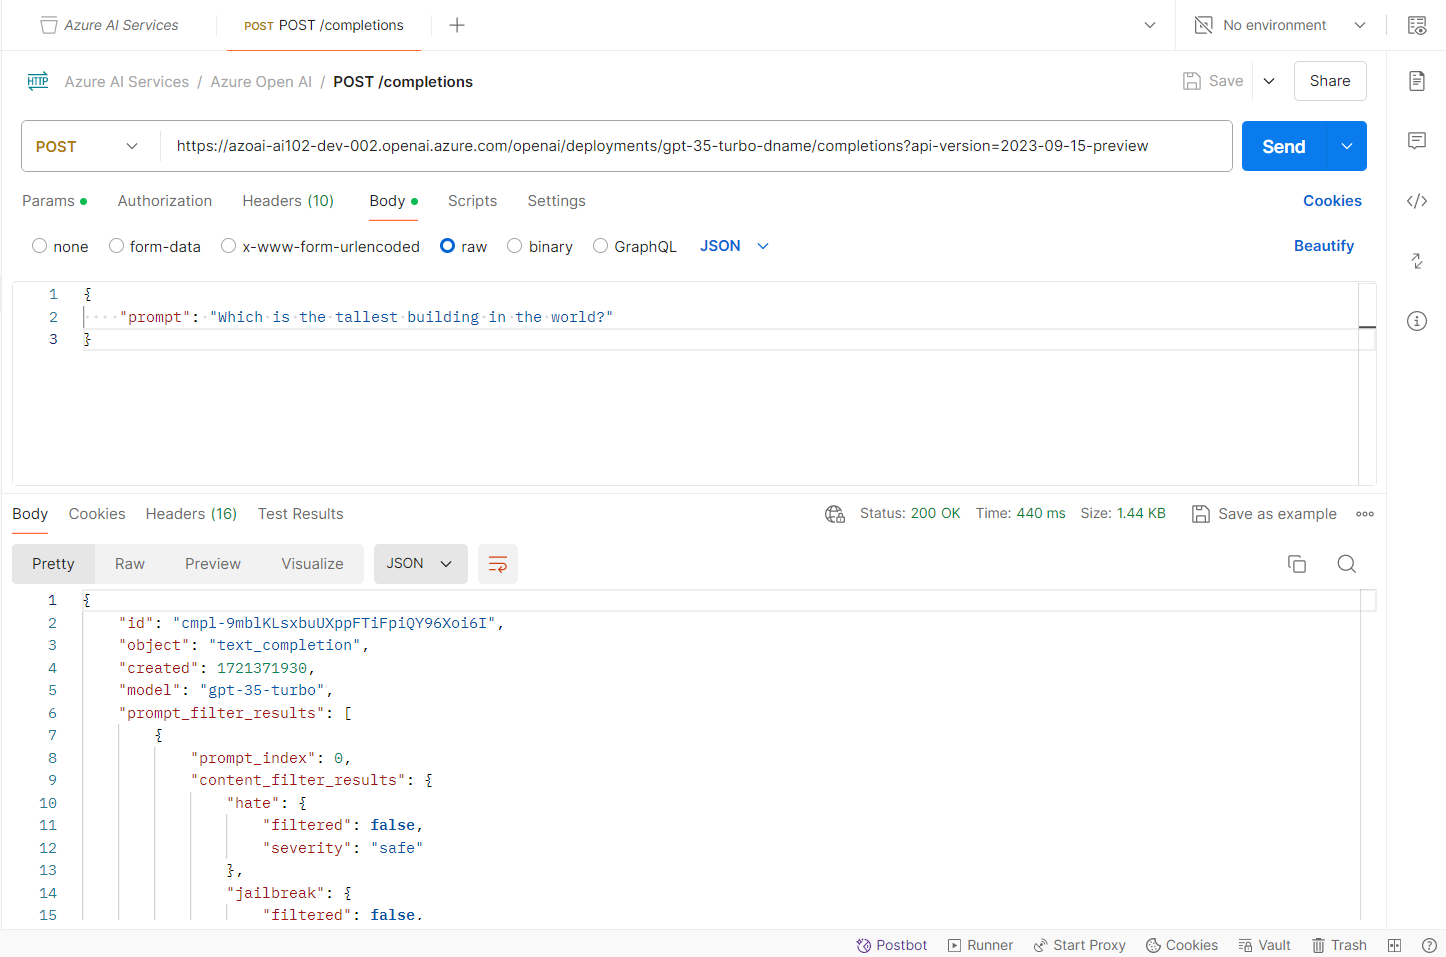 Azure AI Services POST POST /completions No environment
HTTP Azure AI Services / Azure Open AI / POST /completions Save Share
POST https://azoai-ai102-dev-002.openai.azure.com/openai/deployments/gpt-35-turbo-dname/completions?api-version=2023-09-15-preview Send
Params Authorization Headers (10) Body Scripts Settings Cookies
none form-data x-www-form-urlencoded raw binary GraphQL JSON Beautify
1 {
2 "prompt": "Which is the tallest building in the world?"
3 }
Body Cookies Headers (16) Test Results Status: 200 OK Time: 440 ms Size: 1.44 KB Save as example
Pretty Raw Preview Visualize JSON
1 {
2 "id": "cmpl-9mblKLsxbuUXppFTiFpiQY96Xoi6I",
3 "object": "text_completion",
4 "created": 1721371930,
5 "model": "gpt-35-turbo",
6 "prompt_filter_results": [
7 {
8 "prompt_index": 0,
9 "content_filter_results": {
10 "hate": {
11 "filtered": false,
12 "severity": "safe"
13 },
14 "jailbreak": {
15 "filtered": false,
Postbot Runner Start Proxy Cookies Vault Trash